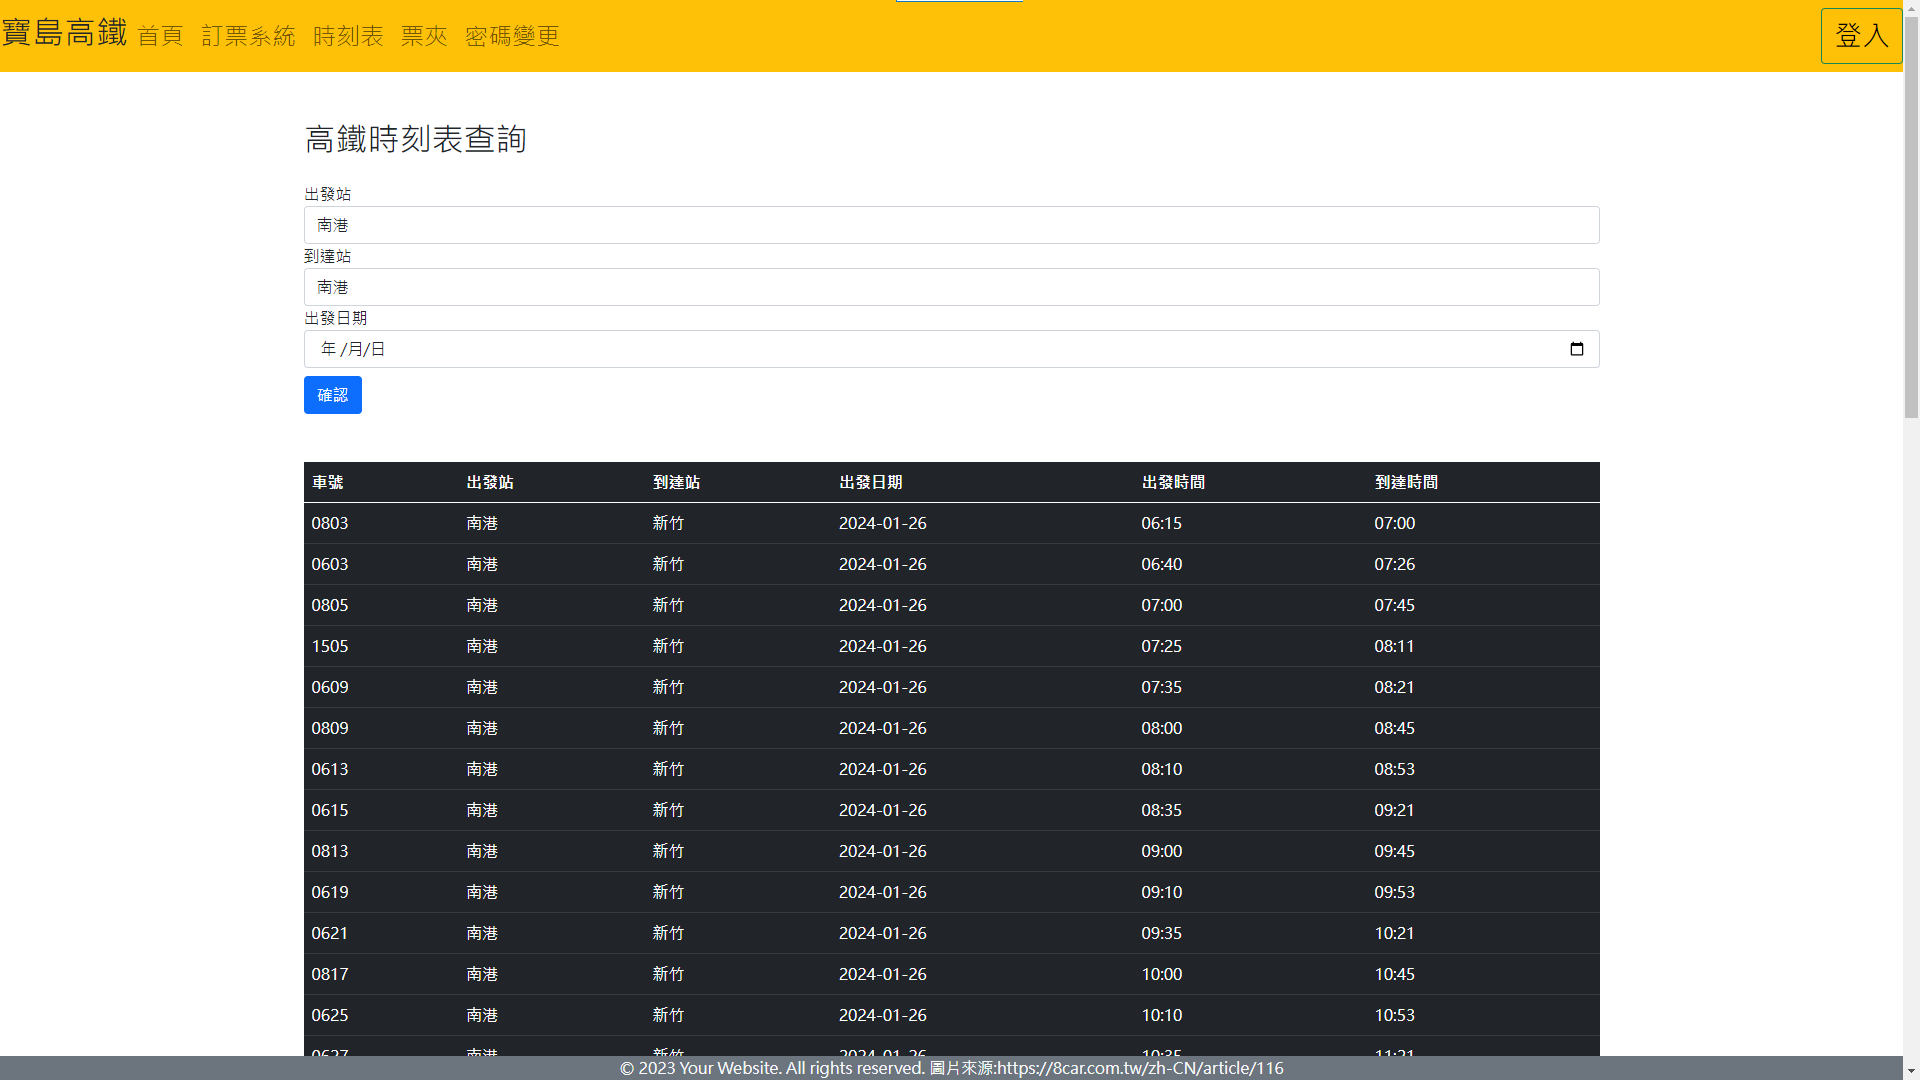 寶島高鐵 首頁 訂票系統 時刻表 票夾 密碼變更 登入
高鐵時刻表查詢
出發站
南港
到達站
南港
出發日期
年 /月/日
確認
車號 出發站 到達站 出發日期 出發時間 到達時間
0803 南港 新竹 2024-01-26 06:15 07:00
0603 南港 新竹 2024-01-26 06:40 07:26
0805 南港 新竹 2024-01-26 07:00 07:45
1505 南港 新竹 2024-01-26 07:25 08:11
0609 南港 新竹 2024-01-26 07:35 08:21
0809 南港 新竹 2024-01-26 08:00 08:45
0613 南港 新竹 2024-01-26 08:10 08:53
0615 南港 新竹 2024-01-26 08:35 09:21
0813 南港 新竹 2024-01-26 09:00 09:45
0619 南港 新竹 2024-01-26 09:10 09:53
0621 南港 新竹 2024-01-26 09:35 10:21
0817 南港 新竹 2024-01-26 10:00 10:45
0625 南港 新竹 2024-01-26 10:10 10:53
0627 南港 新竹 2024-01-26 10:35 11:21
© 2023 Your Website. All rights reserved. 圖片來源:https://8car.com.tw/zh-CN/article/116